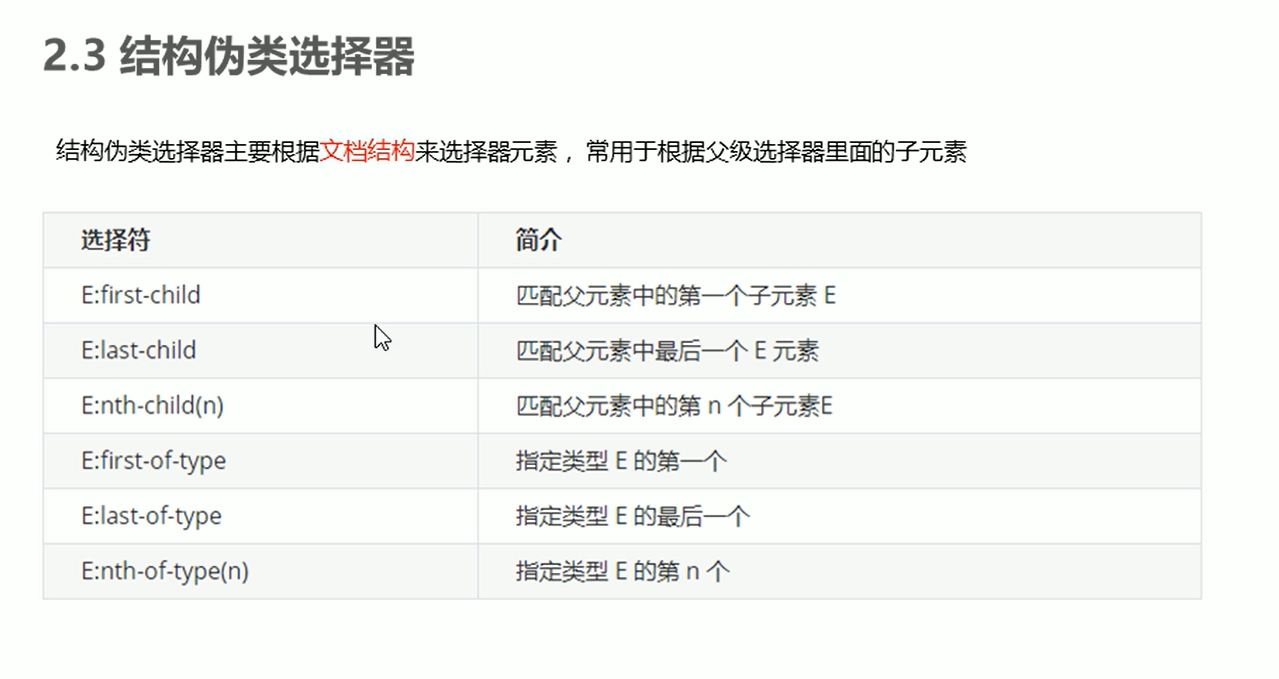 2.3 结构伪类选择器
结构伪类选择器主要根据文档结构来选择器元素，常用于根据父级选择器里面的子元素
选择符 简介
E:first-child 匹配父元素中的第一个子元素 E
E:last-child 匹配父元素中最后一个 E 元素
E:nth-child(n) 匹配父元素中的第 n 个子元素E
E:first-of-type 指定类型 E 的第一个
E:last-of-type 指定类型 E 的最后一个
E:nth-of-type(n) 指定类型 E 的第 n 个